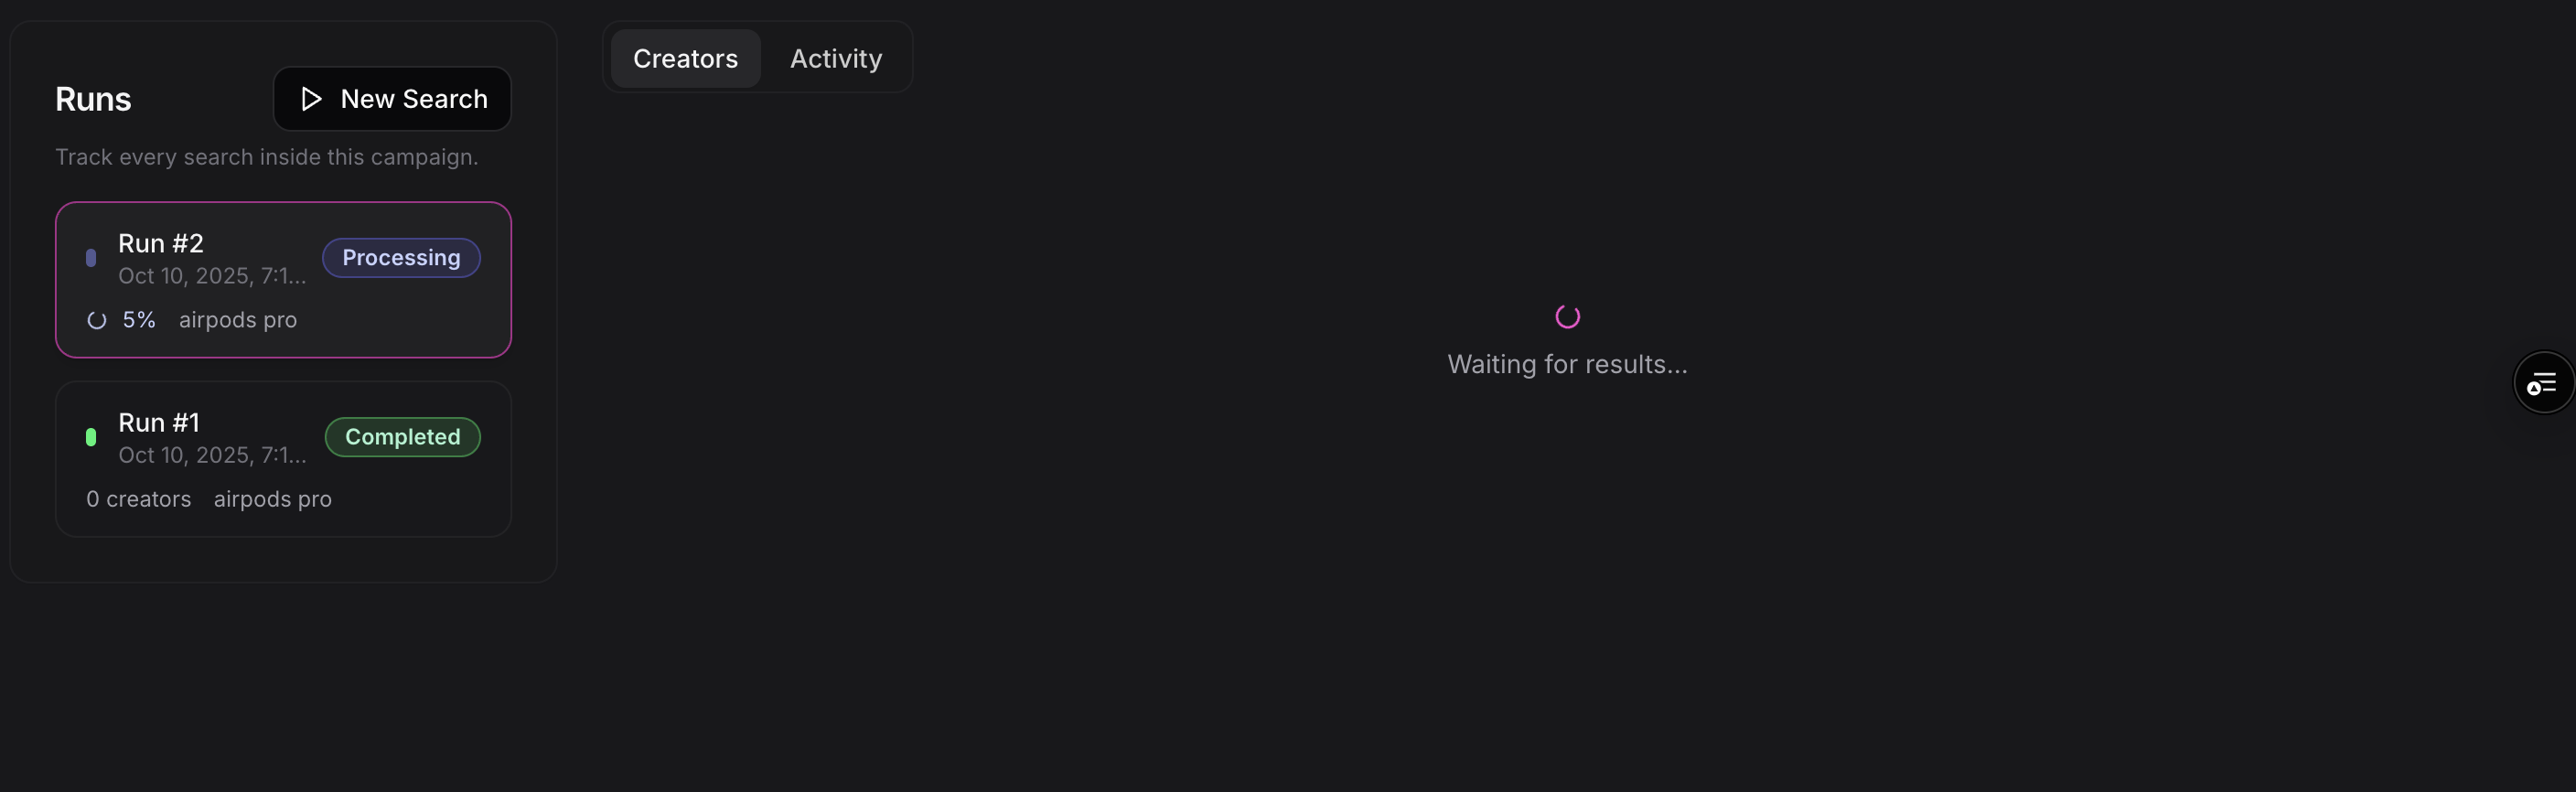 Runs
New Search
Track every search inside this campaign.
Run #2
Oct 10, 2025, 7:1...
Processing
5% airpods pro
Run #1
Oct 10, 2025, 7:1...
Completed
0 creators airpods pro
Creators Activity
Waiting for results...